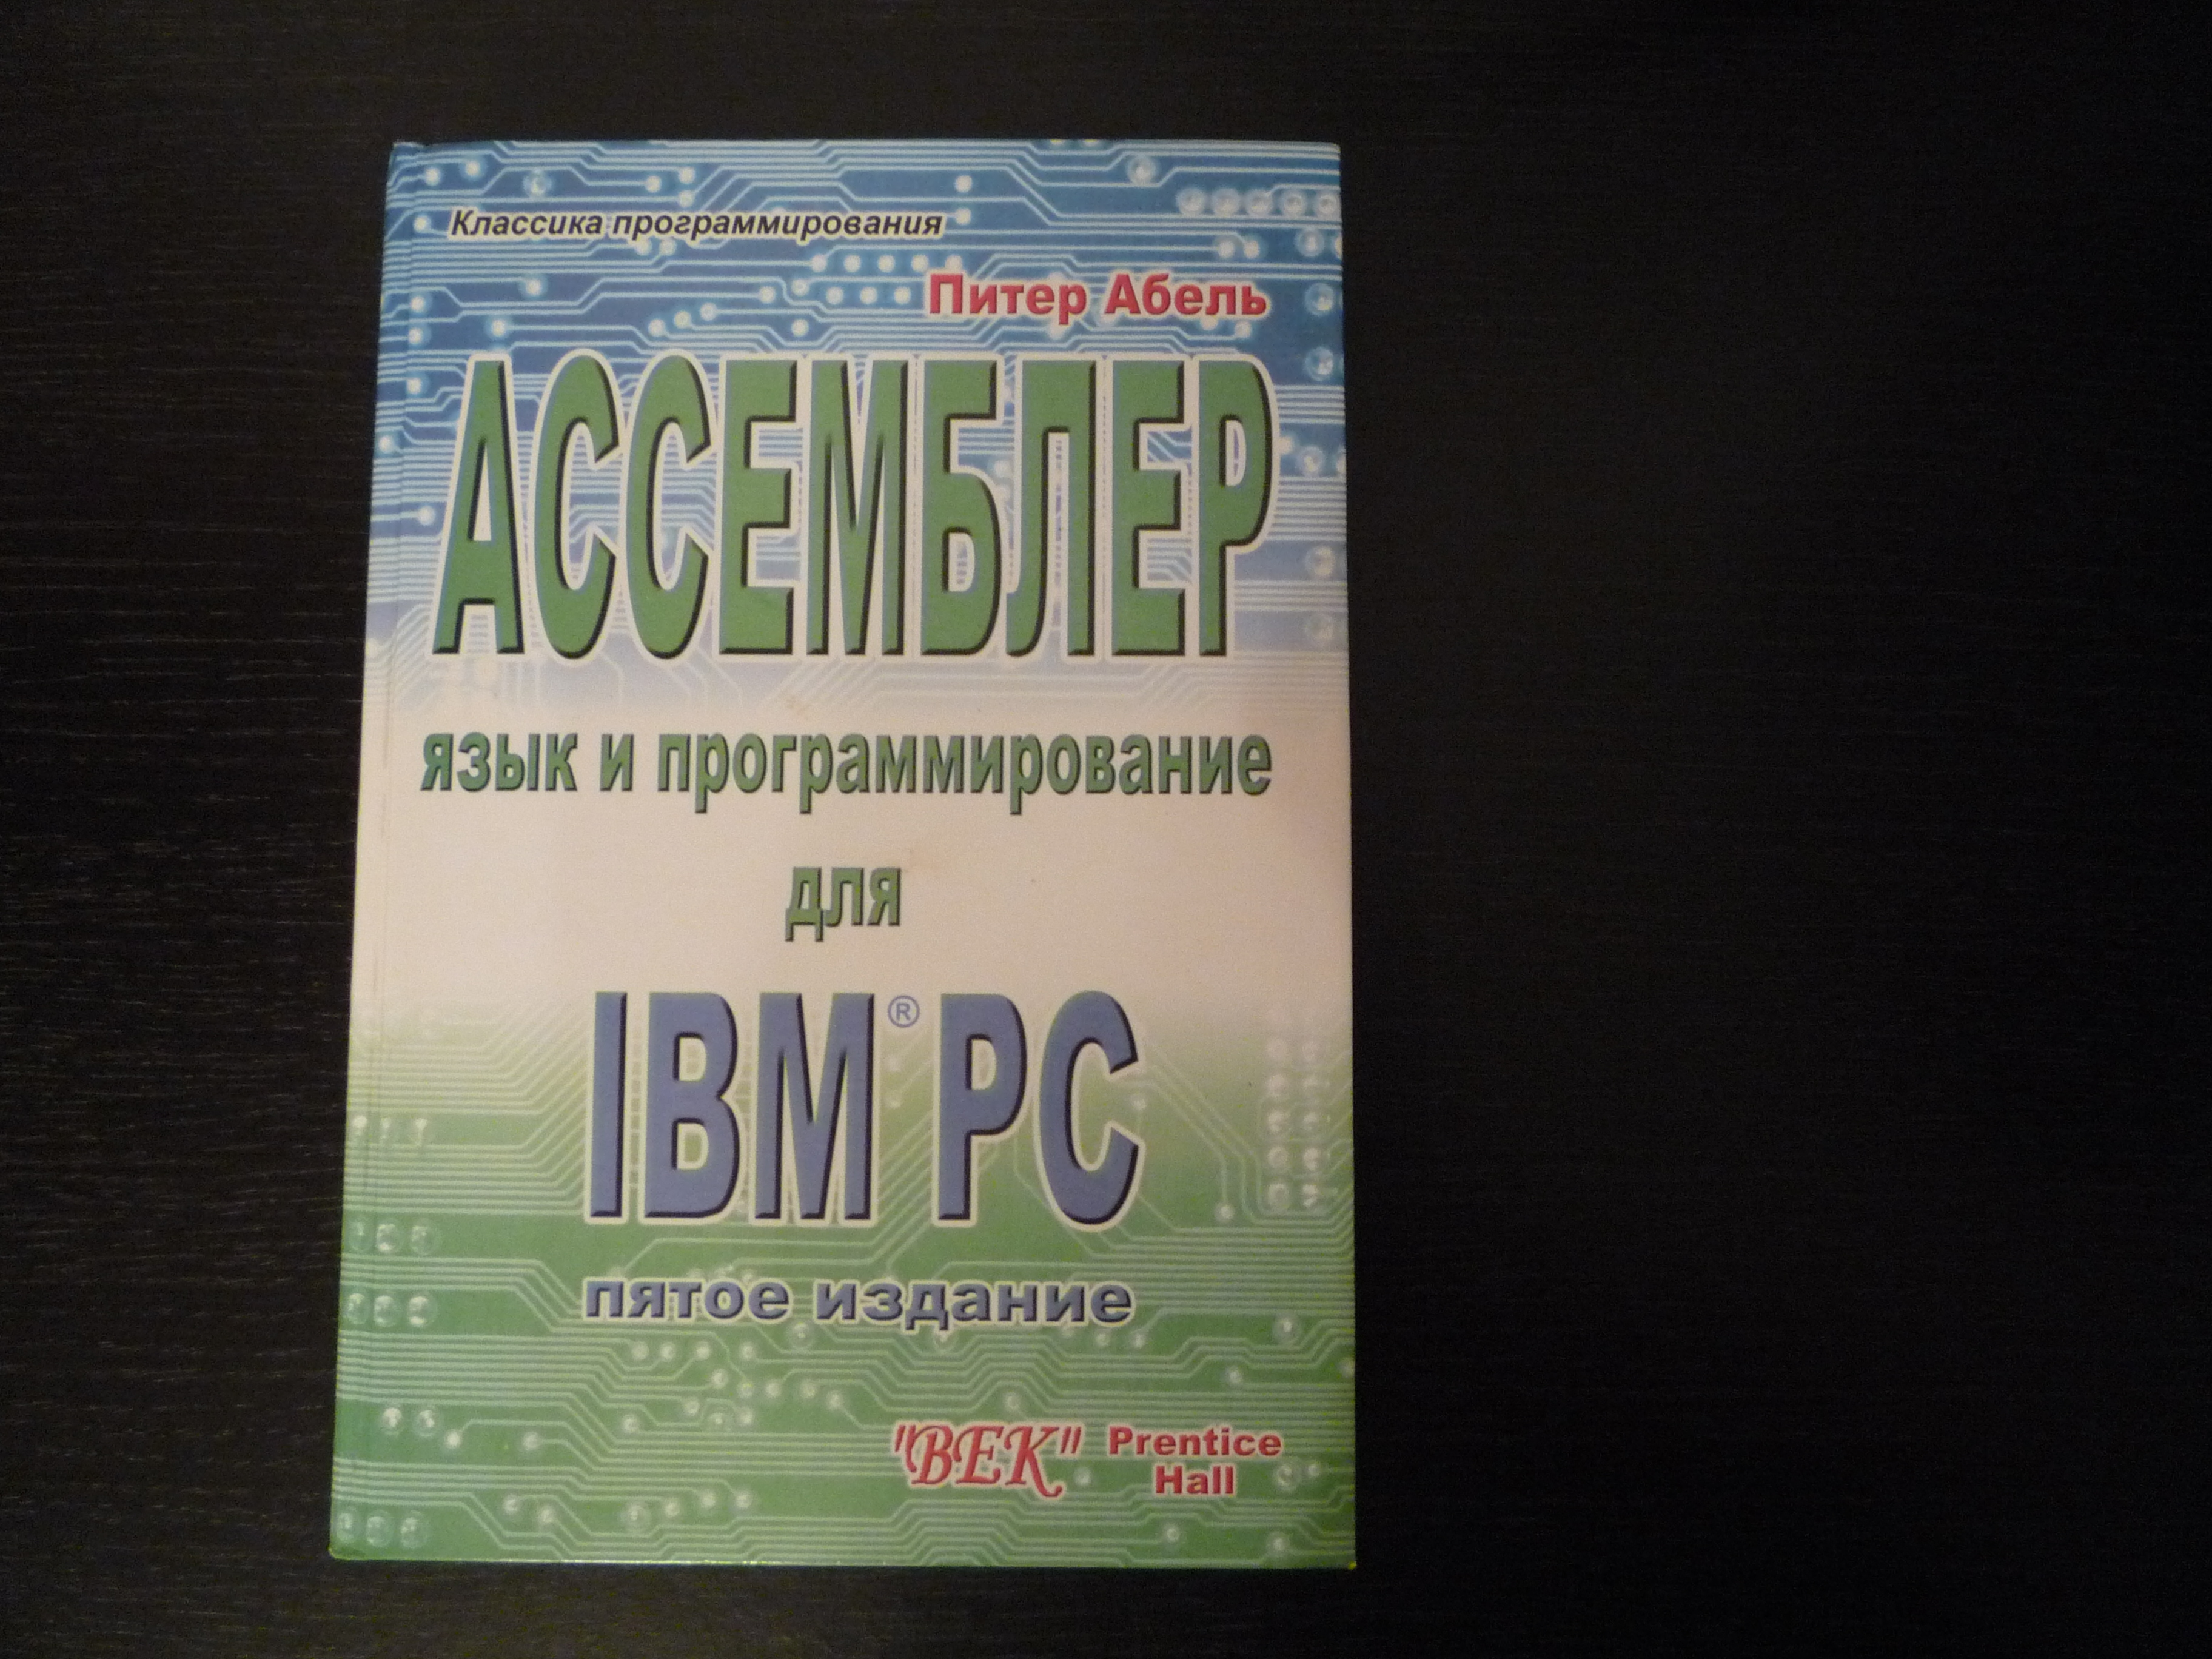 Классика программирования
Питер Абель
АССЕМБЛЕР
язык и программирование
для
IBM® PC
пятое издание
"ВЕК" Prentice
Hall